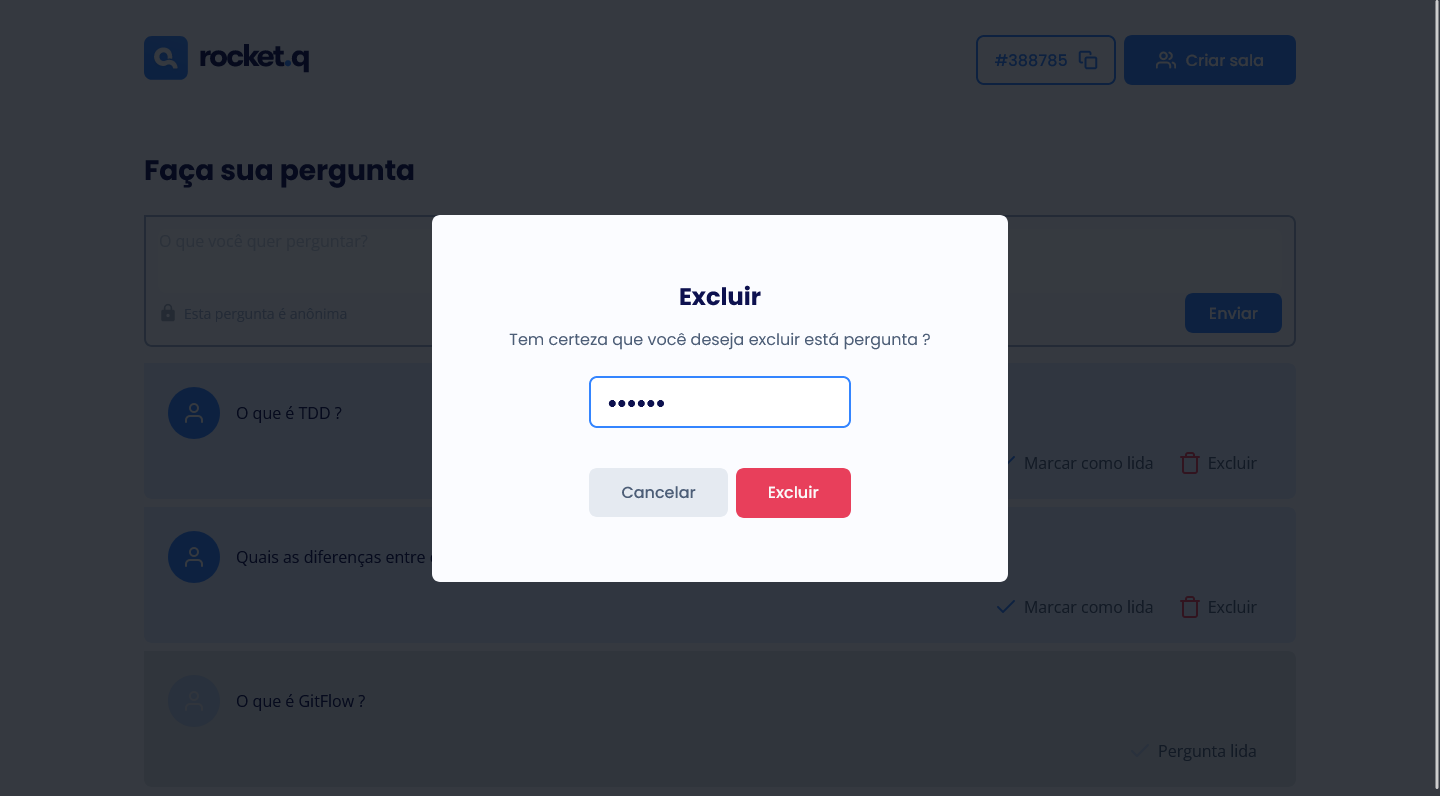 rocket.q
#388785
Criar sala
Faça sua pergunta
O que você quer perguntar?
Esta pergunta é anônima
Enviar
Excluir
Tem certeza que você deseja excluir está pergunta ?
••••••
Cancelar
Excluir
O que é TDD ?
Marcar como lida
Excluir
Quais as diferenças entre
Marcar como lida
Excluir
O que é GitFlow ?
Pergunta lida